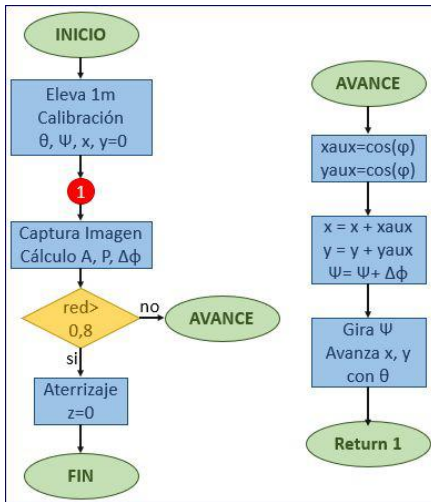 INICIO
Eleva 1m
Calibración
θ, Ψ, x, y=0
1
Captura Imagen
Cálculo A, P, Δϕ
red>
0,8
no
AVANCE
si
Aterrizaje
z=0
FIN
AVANCE
xaux=cos(φ)
yaux=cos(φ)
x = x + xaux
y = y + yaux
Ψ= Ψ+ Δϕ
Gira Ψ
Avanza x, y
con θ
Return 1